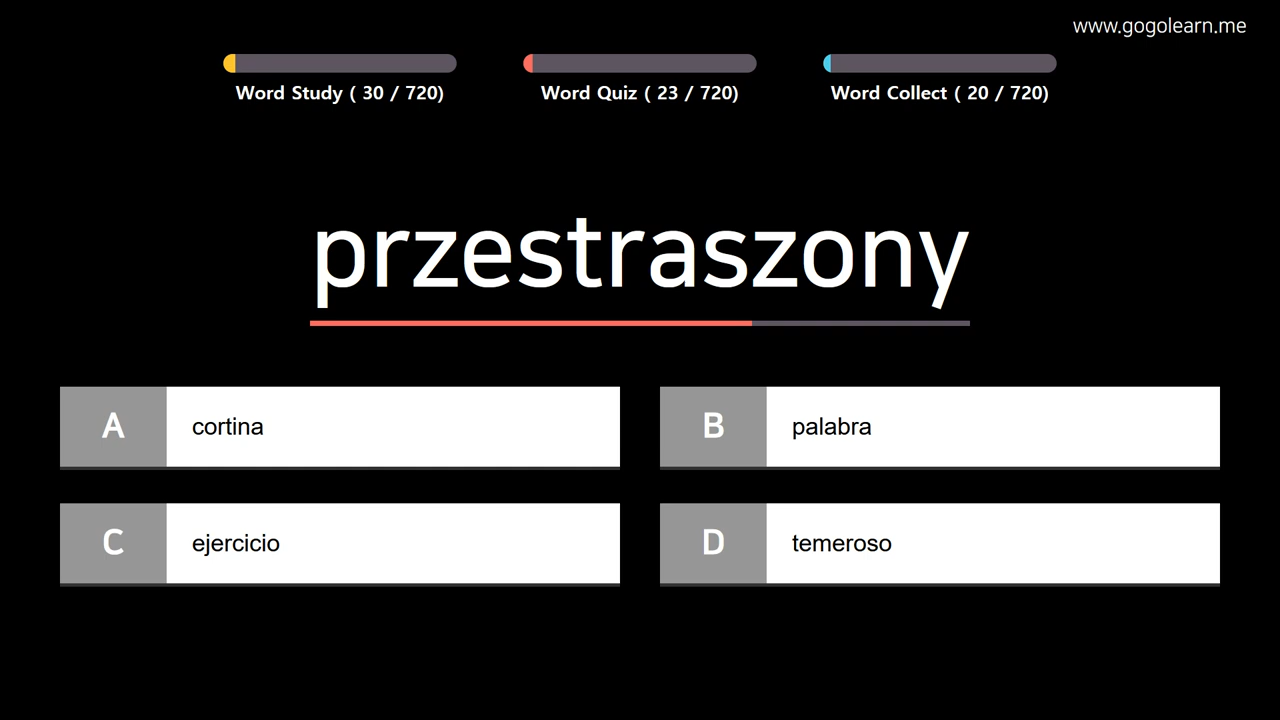 www.gogolearn.me
Word Study ( 30 / 720)
Word Quiz ( 23 / 720)
Word Collect ( 20 / 720)
przestraszony
A cortina
B palabra
C ejercicio
D temeroso